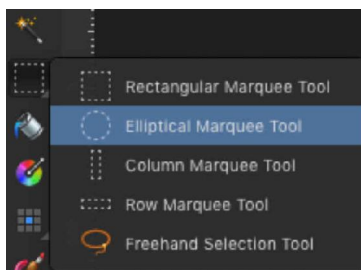 Rectangular Marquee Tool
Elliptical Marquee Tool
Column Marquee Tool
Row Marquee Tool
Freehand Selection Tool